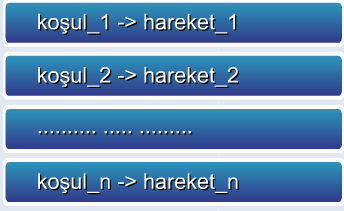 koşul_1 -> hareket_1
koşul_2 -> hareket_2
.......... ..... .........
koşul_n -> hareket_n